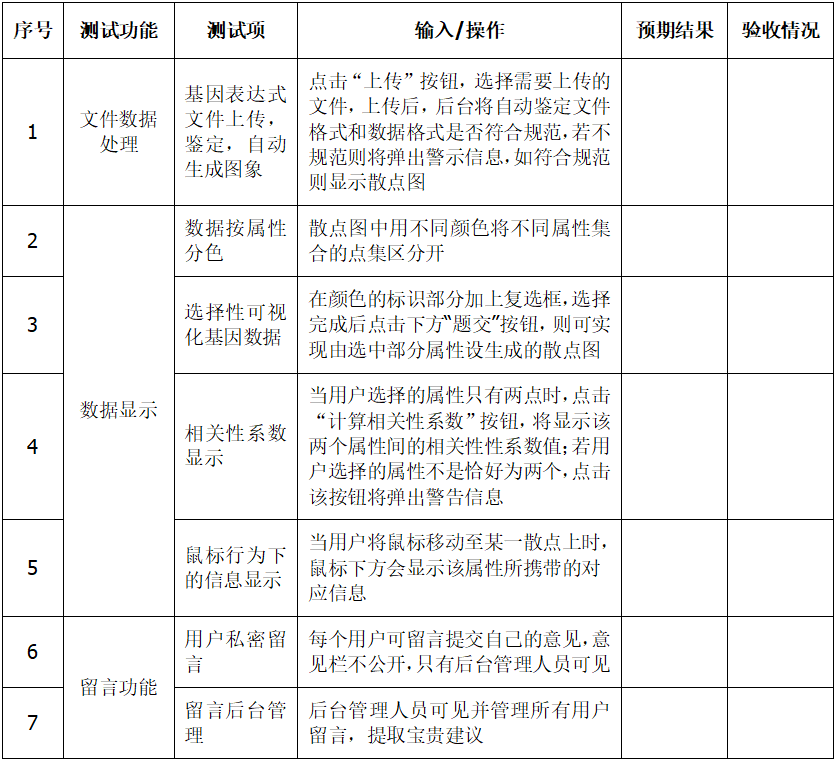 序号 测试功能 测试项 输入/操作 预期结果 验收情况
1
文件数据
处理
基因表达式
文件上传，
鉴定，自动
生成图象
点击“上传”按钮，选择需要上传的
文件，上传后，后台将自动鉴定文件
格式和数据格式是否符合规范，若不
规范则将弹出警示信息，如符合规范
则显示散点图
2
数据显示
数据按属性
分色
散点图中用不同颜色将不同属性集
合的点集区分开
3
选择性可视
化基因数据
在颜色的标识部分加上复选框，选择
完成后点击下方“题交”按钮，则可实
现由选中部分属性设生成的散点图
4
相关性系数
显示
当用户选择的属性只有两点时，点击
“计算相关性系数”按钮，将显示该
两个属性间的相关性性系数值；若用
户选择的属性不是恰好为两个，点击
该按钮将弹出警告信息
5
鼠标行为下
的信息显示
当用户将鼠标移动至某一散点上时，
鼠标下方会显示该属性所携带的对
应信息
6
留言功能
用户私密留
言
每个用户可留言提交自己的意见，意
见栏不公开，只有后台管理人员可见
7
留言后台管
理
后台管理人员可见并管理所有用户
留言，提取宝贵建议